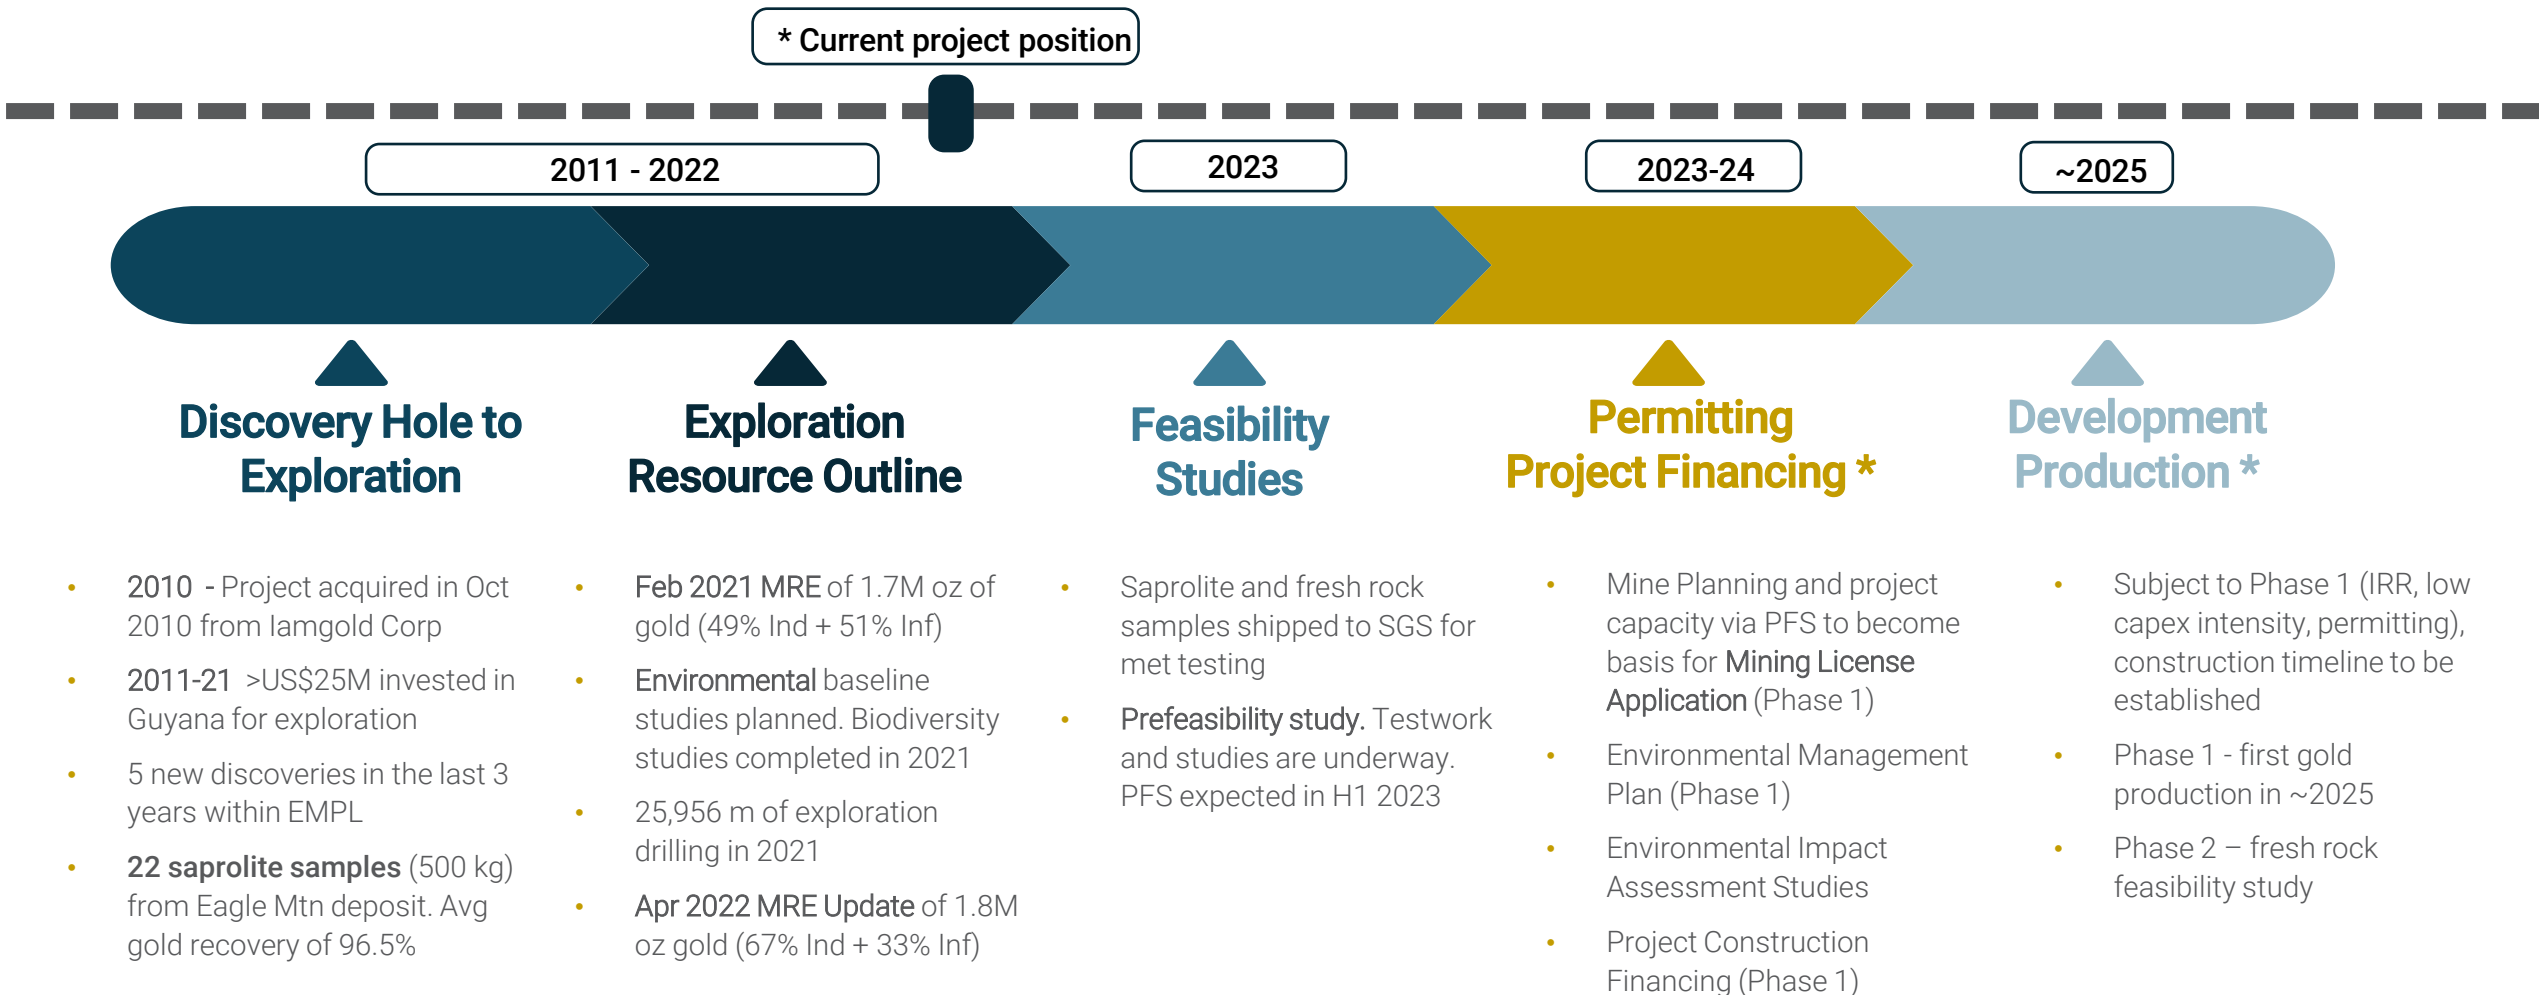 * Current project position
2011 - 2022
2023
2023-24
~2025
Discovery Hole to
Exploration
• 2010 - Project acquired in Oct
2010 from Iamgold Corp
• 2011-21 >US$25M invested in
Guyana for exploration
• 5 new discoveries in the last 3
years within EMPL
• 22 saprolite samples (500 kg)
from Eagle Mtn deposit. Avg
gold recovery of 96.5%
Exploration
Resource Outline
• Feb 2021 MRE of 1.7M oz of
gold (49% Ind + 51% Inf)
• Environmental baseline
studies planned. Biodiversity
studies completed in 2021
• 25,956 m of exploration
drilling in 2021
• Apr 2022 MRE Update of 1.8M
oz gold (67% Ind + 33% Inf)
Feasibility
Studies
• Saprolite and fresh rock
samples shipped to SGS for
met testing
• Prefeasibility study. Testwork
and studies are underway.
PFS expected in H1 2023
Permitting
Project Financing *
• Mine Planning and project
capacity via PFS to become
basis for Mining License
Application (Phase 1)
• Environmental Management
Plan (Phase 1)
• Environmental Impact
Assessment Studies
• Project Construction
Financing (Phase 1)
Development
Production *
• Subject to Phase 1 (IRR, low
capex intensity, permitting),
construction timeline to be
established
• Phase 1 - first gold
production in ~2025
• Phase 2 – fresh rock
feasibility study